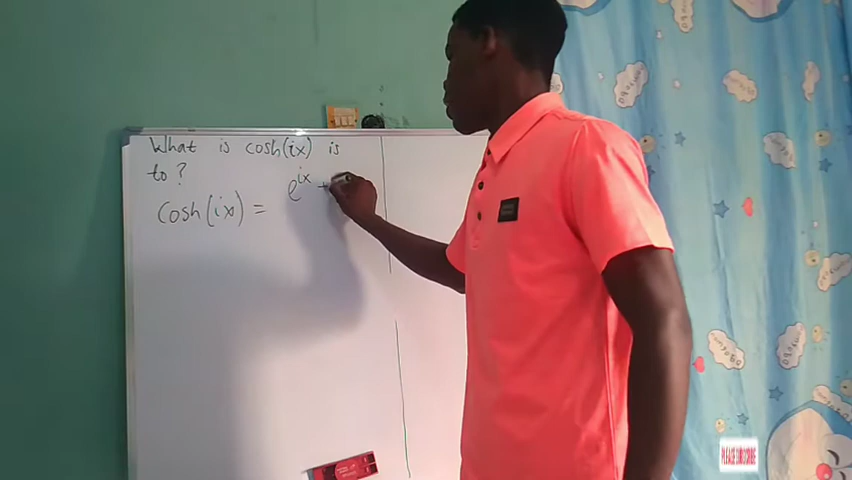 What is cosh(ix) is
to?
cosh(ix) = e^ix +
PLEASE SUBSCRIBE